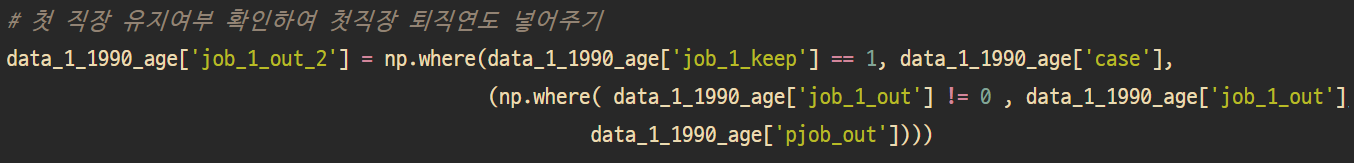 # 첫 직장 유지여부 확인하여 첫직장 퇴직연도 넣어주기
data_1_1990_age['job_1_out_2'] = np.where(data_1_1990_age['job_1_keep'] == 1, data_1_1990_age['case'],
(np.where( data_1_1990_age['job_1_out'] != 0 , data_1_1990_age['job_1_out'],
data_1_1990_age['pjob_out'])))